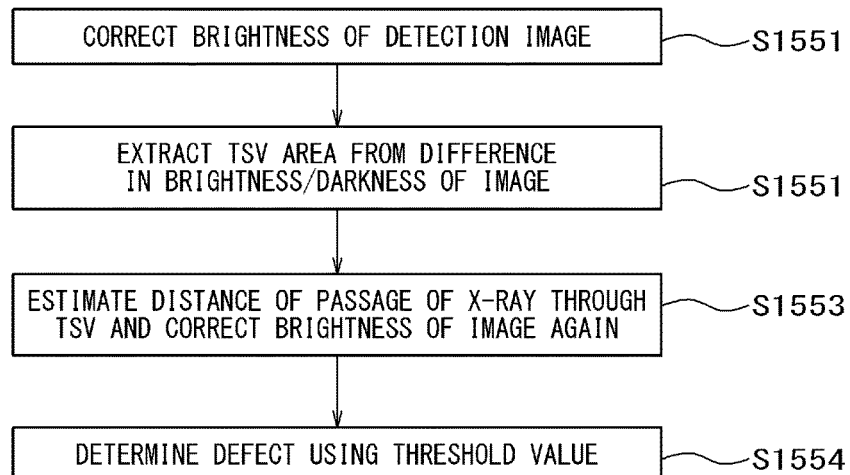 CORRECT BRIGHTNESS OF DETECTION IMAGE
S1551
EXTRACT TSV AREA FROM DIFFERENCE
IN BRIGHTNESS/DARKNESS OF IMAGE
S1551
ESTIMATE DISTANCE OF PASSAGE OF X-RAY THROUGH
TSV AND CORRECT BRIGHTNESS OF IMAGE AGAIN
S1553
DETERMINE DEFECT USING THRESHOLD VALUE
S1554